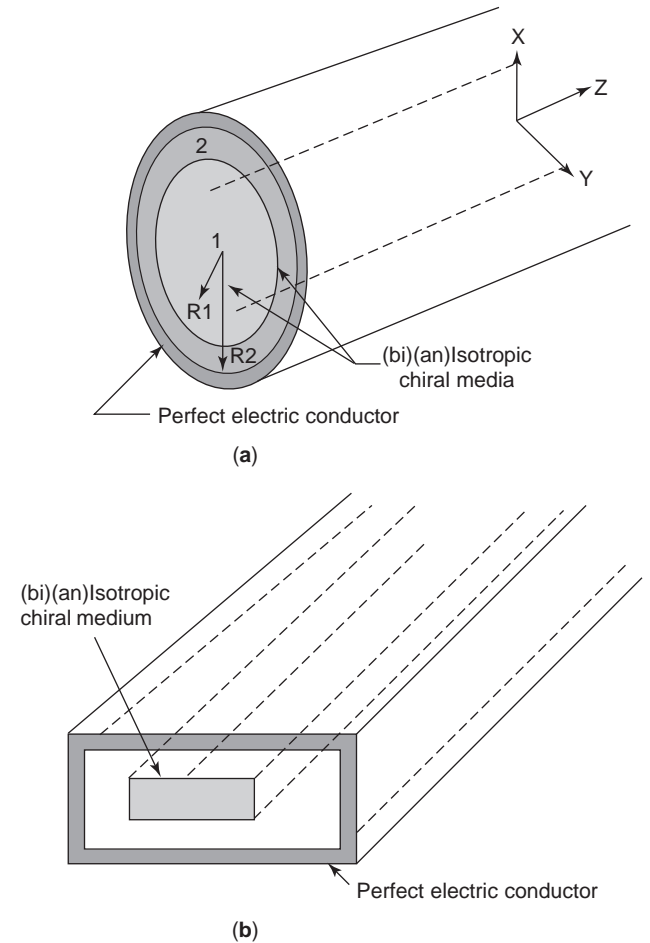 X
Z
Y
2
1
R1
R2
(bi)(an)Isotropic
chiral media
Perfect electric conductor
(a)
(bi)(an)Isotropic
chiral medium
Perfect electric conductor
(b)